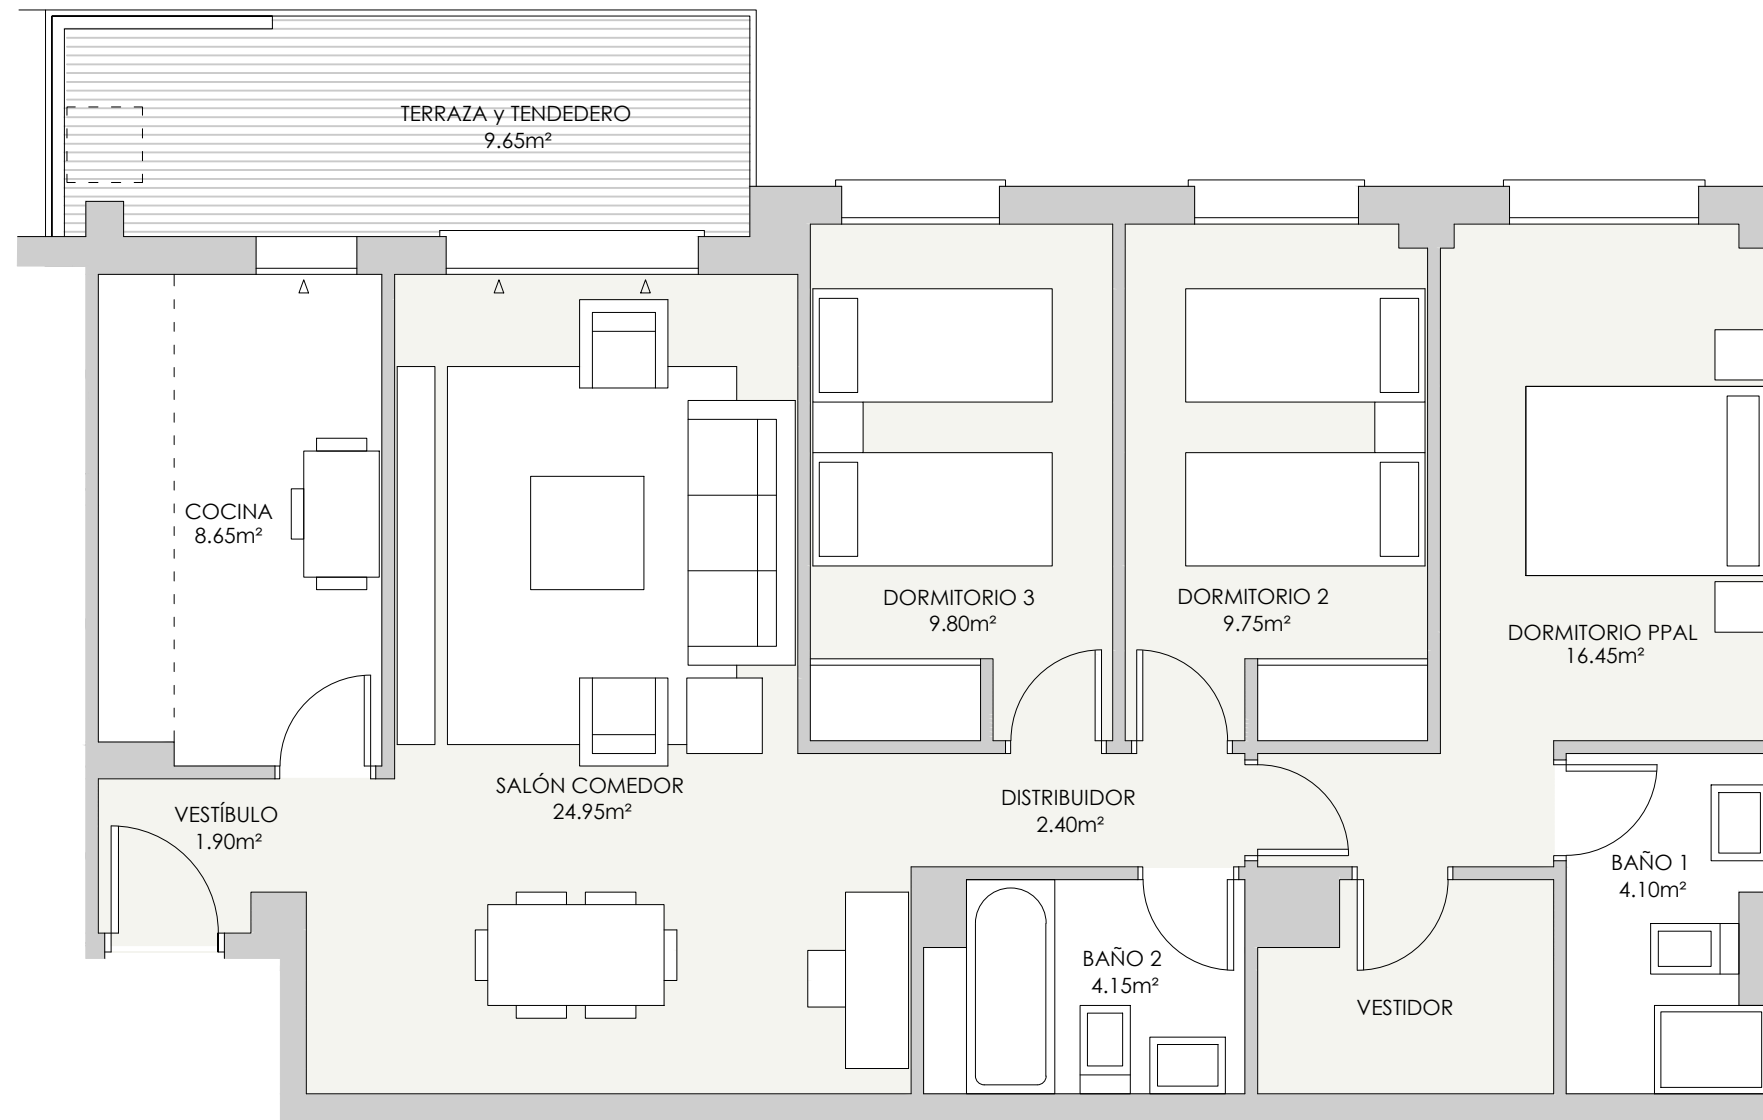 TERRAZA y TENDEDERO
9.65m²
COCINA
8.65m²
DORMITORIO 3
9.80m²
DORMITORIO 2
9.75m²
DORMITORIO PPAL
16.45m²
SALÓN COMEDOR
24.95m²
VESTÍBULO
1.90m²
DISTRIBUIDOR
2.40m²
BAÑO 1
4.10m²
BAÑO 2
4.15m²
VESTIDOR